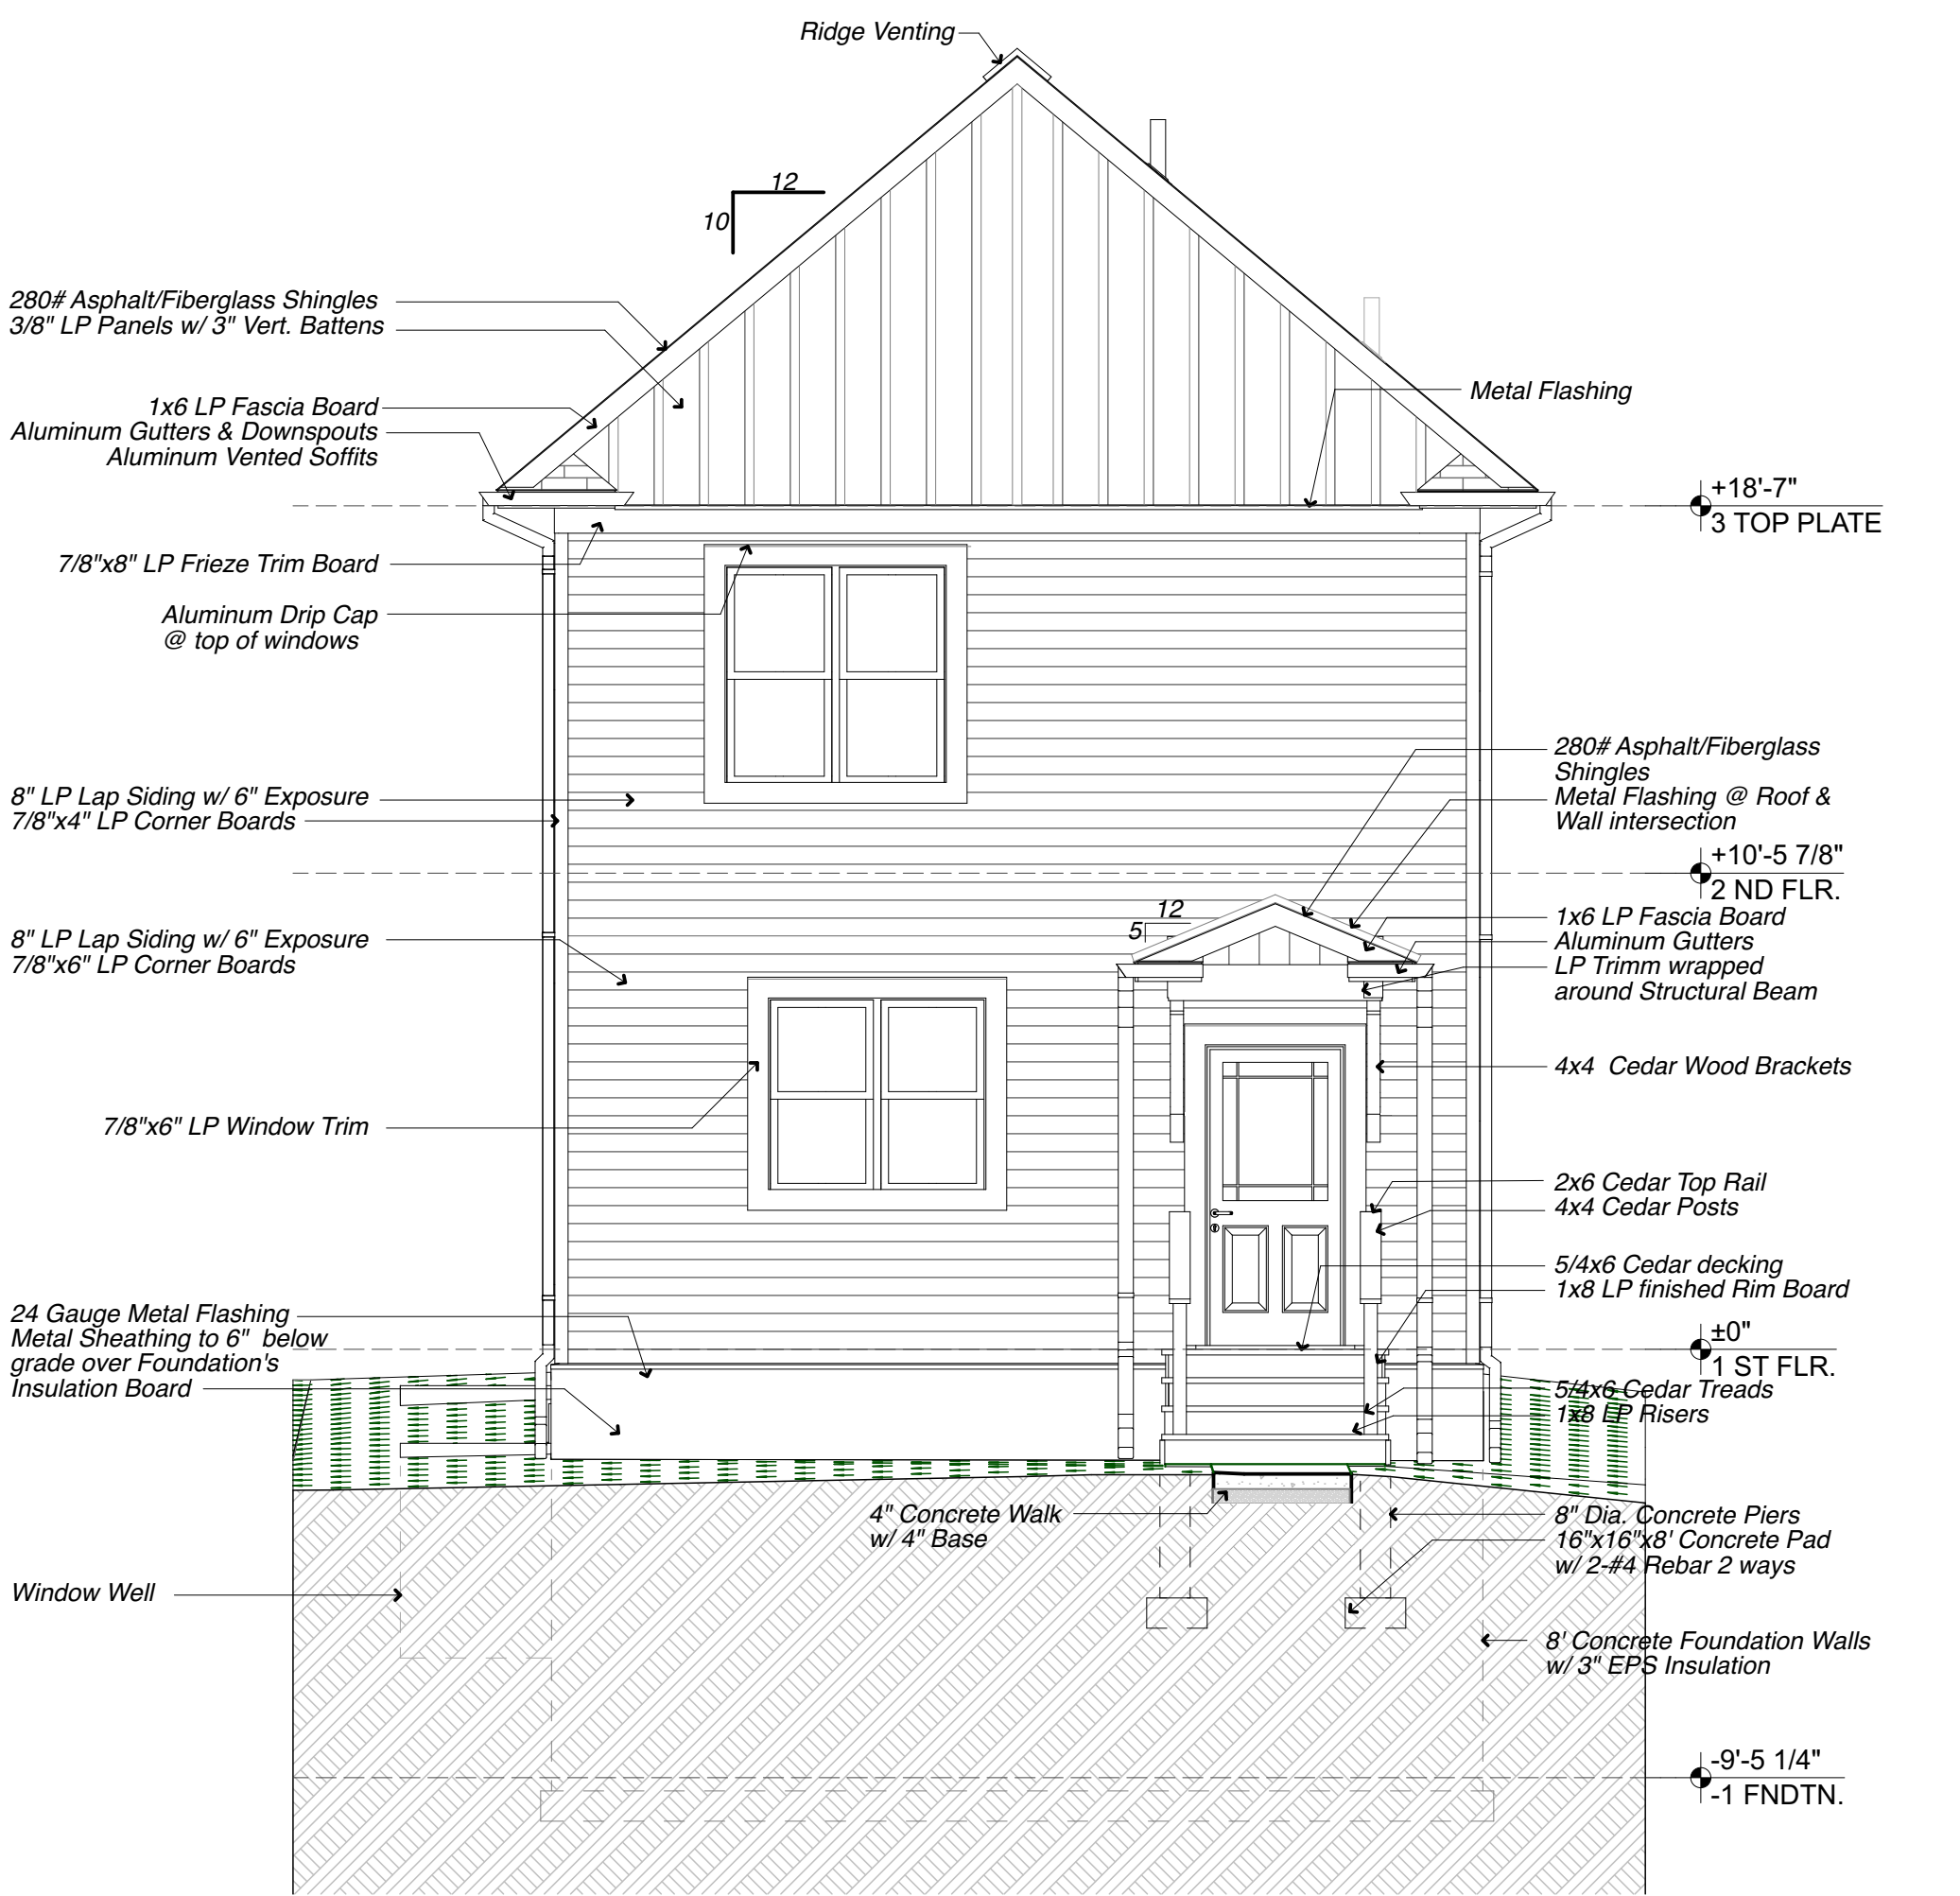 Ridge Venting
12
10
280# Asphalt/Fiberglass Shingles
3/8" LP Panels w/ 3" Vert. Battens
1x6 LP Fascia Board
Aluminum Gutters & Downspouts
Aluminum Vented Soffits
Metal Flashing
+18'-7"
3 TOP PLATE
7/8"x8" LP Frieze Trim Board
Aluminum Drip Cap
@ top of windows
8" LP Lap Siding w/ 6" Exposure
7/8"x4" LP Corner Boards
280# Asphalt/Fiberglass
Shingles
Metal Flashing @ Roof &
Wall intersection
+10'-5 7/8"
2 ND FLR.
12
5
8" LP Lap Siding w/ 6" Exposure
7/8"x6" LP Corner Boards
1x6 LP Fascia Board
Aluminum Gutters
LP Trimm wrapped
around Structural Beam
4x4  Cedar Wood Brackets
7/8"x6" LP Window Trim
2x6 Cedar Top Rail
4x4 Cedar Posts
5/4x6 Cedar decking
1x8 LP finished Rim Board
24 Gauge Metal Flashing
Metal Sheathing to 6"  below
grade over Foundation's
Insulation Board
±0"
1 ST FLR.
5/4x6 Cedar Treads
1x8 LP Risers
4" Concrete Walk
w/ 4" Base
8" Dia. Concrete Piers
16"x16"x8' Concrete Pad
w/ 2-#4 Rebar 2 ways
Window Well
8' Concrete Foundation Walls
w/ 3" EPS Insulation
-9'-5 1/4"
-1 FNDTN.